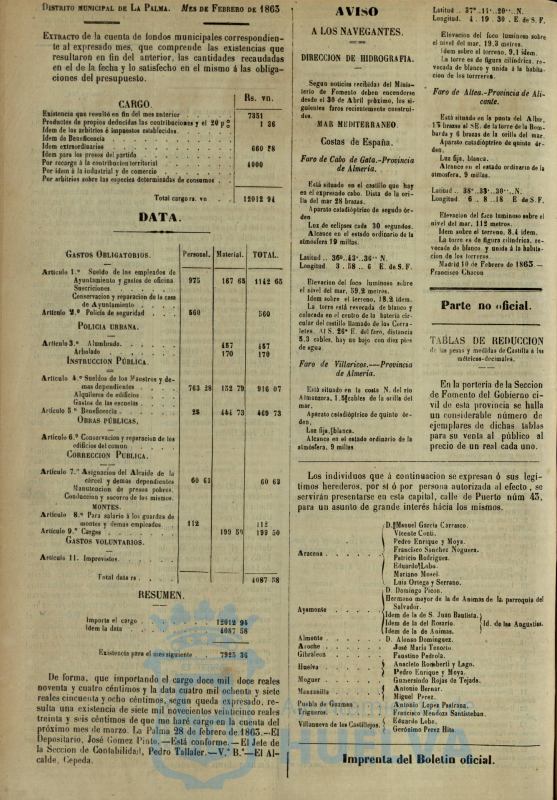 DISTRITO MUNICIPAL DE LA PALMA. MES DE FEBRERO DE 1863
EXTRACTO de la cuenta de fondos municipales correspondiente
al expresado mes, que comprende las existencias que
resultaron en fin del anterior, las cantidades recaudadas
en el de la fecha y lo satisfecho en el mismo á las obliga-
ciones del presupuesto.
CARGO. Rs. vn.
Existencia que resultó en fin del mes anterior 7351
Productos de propios deducidas las contribuciones y el 20 p% 1 36
Idem de los arbitrios é impuestos establecidos.
Idem de Beneficencia
Idem extraordinarios 660 58
Idem para los presos del partido
Por recargo á la contribucion territorial 4000
Por idem á la industrial y de comercio
Por arbitrios sobre las especies determinadas de consumos
Total cargo rs. vn 12012 94
DATA.
GASTOS OBLIGATORIOS. Personal. Material. TOTAL.
Artículo 1.º Sueldo de los empleados de
Ayuntamiento y gastos de oficina 975 167 65 1142 65
Suscriciones.
Conservacion y reparacion de la casa
de Ayuntamiento
Artículo 2.º Policia de seguridad 560 560
POLICIA URBANA.
Artículo 3.º Alumbrado. 457 457
Arbolado 170 170
INSTRUCCION PÚBLICA.
Artículo 4.º Sueldos de los Maestros y de-
mas dependientes 763 28 152 79 916 07
Alquileres de edificios
Gastos de las escuelas
Artículo 5º Beneficencia 28 441 73 469 73
OBRAS PÚBLICAS.
Artículo 6.º Conservacion y reparacion de los
edificios del comun
CORRECCION PUBLICA.
Artículo 7.º Asignacion del Alcaide de la
cárcel y demas dependientes 60 63 60 63
Manutencion de presos pobres.
Conduccion y socorro de los mismos.
MONTES.
Artículo 8.º Para salario á los guardas de
montes y demas empleados 112 112
Artículo 9.º Cargas 199 50 199 50
GASTOS VOLUNTARIOS.
Artículo 11. Improvistos.
Total data rs. 4087 58
RESUMEN.
Importa el cargo 12012 94
Idem la data 4087 58
Existencia para el mes siguiente 7925 36
De forma, que importando el cargo doce mil doce reales
noventa y cuatro céntimos y la data cuatro mil ochenta y siete
reales cincuenta y ocho céntimos, segun queda expresado, re-
sulta una existencia de siete mil novecientos veinticinco reales
treinta y seis céntimos de que me haré cargo en la cuenta del
próximo mes de marzo. La Palma 28 de febrero de 1863.—El
Depositario, José Gomez Pinto.—Está conforme.—El Jefe de
la Seccion de Contabilidad, Pedro Tallafer.—V.º B.º—El Al-
calde, Cepeda.
AVISO
A LOS NAVEGANTES.
DIRECCION DE HIDROGRAFIA.
Segun noticias recibidas del Minis-
terio de Fomento deben encenderse
desde el 30 de Abril próximo, los si-
guientes faros recientemente construi-
dos.
MAR MEDITERRANEO.
Costas de España.
Faro de Cabo de Gata.-Provincia
de Almería.
Está situado en el castillo que hay
en el expresado cabo. Dista de la ori-
lla del mar 28 brazas.
Aparato catadióptrico de segudo ór-
den
Luz de eclipses cada 30 segundos.
Alcance en el estado ordinario de la
atmósfera 19 millas.
Latitud .. 36º..43'..36'' N.
Longitud 3 . 58 .. 6 E. de S. F.
Elevacion del foco luminoso sobre
el nivel del mar, 59,2 metros.
Idem sobre el terreno, 18,2 idem.
La torre está revocada de blanco y
colocada en el centro de la batería cir-
cular del castillo llamado de los Corra-
letes. Al S. 26º E. del faro, distancia
5,3 cables, hay un bajo con diez pies
de agua.
Faro de Villaricos.—Provincia
de Almería.
Está situado en la costa N. del rio
Almanzora, 1,5 cables de la orilla del
mar.
Aparato catadióptrico de quinto ór-
den,
Luz fija, blanca.
Alcance en el estado ordinario de la
atmósfera, 9 millas
Latitud .. 37º..11'..20''..N.
Longitud. 4 . 19 . 30 .. E. de S. F.
Elevacion del foco luminoso sobre
el nivel del mar, 19,3 metros.
Idem sobre el terreno, 9,1 idem.
La torre es de figura cilíndrica, re-
vocada de blanco y unida á la habita-
cion de los torreros.
Faro de Altea.-Provincia de Ali-
cante.
Está situado en la punta del Albir,
15 brazas al SE. de la torre de la Bom-
barda y 6 brazas de la orilla del mar.
Aparato catadióptrico de quinto ór-
den.
Luz fija, blanca.
Alcance en el estado ordinario de la
atmósfera, 9 millas.
Latitud .. 38º..33'..30''..N.
Longitud. 6 . 8 . 18 E de S. F.
Elevacion del foco luminoso sobre el
nivel del mar, 112 metros.
Idem sobre el terreno, 8,4 idem.
La torre es de figura cilíndrica, re-
vocada de blanco, y unida á la habita-
cion de los torreros.
Madrid 10 de Febrero de 1863 —
Francisco Chacon
Parte no oficial.
TABLAS DE REDUCCION
de las pesas y medidas de Castilla á las
métricas-decimales.
En la portería de la Seccion
de Fomento del Gobierno ci-
vil de esta provincia se halla
un considerable número de
ejemplares de dichas tablas
para su venta al público al
precio de un real cada uno.
Los individuos que á continuacion se expresan ó sus legí-
timos herederos, por sí ó por persona autorizada al efecto, se
servirán presentarse en esta capital, calle de Puerto núm 43,
para un asunto de grande interés hácia los mismos.
Aracena
D. Manuel García Carrasco.
Vicente Conti.
Pedro Enrique y Moya.
Francisco Sanchez Noguera.
Patricio Rodriguez.
Eduardo Lobo.
Mariano Mosei.
Luis Ortega y Serrano.
D. Domingo Picon.
Ayamonte
Hermano mayor de la de Animas de la parroquia del
Salvador.
Idem de la de S. Juan Bautista.
Idem de la del Rosario. Id. de las Angustias.
Idem de la de Animas.
Almonte D. Alonso Dominguez.
Aroche José María Tenorio
Gibraleon Faustino Pedrola.
Huelva Anacleto Romberti y Lago.
Pedro Enrique y Moya.
Moguer Gumersindo Rojas de Tejada.
Manzanilla Antonio Bernar.
Miguel Perez.
Puebla de Guzman Antonio Lopez Pastrana.
Trigueros Francisco Mendoza Santisteban.
Villanueva de los Castillejos. Eduardo Lobo.
Gerónimo Perez Hita
Imprenta del Boletin oficial.
HUELVA